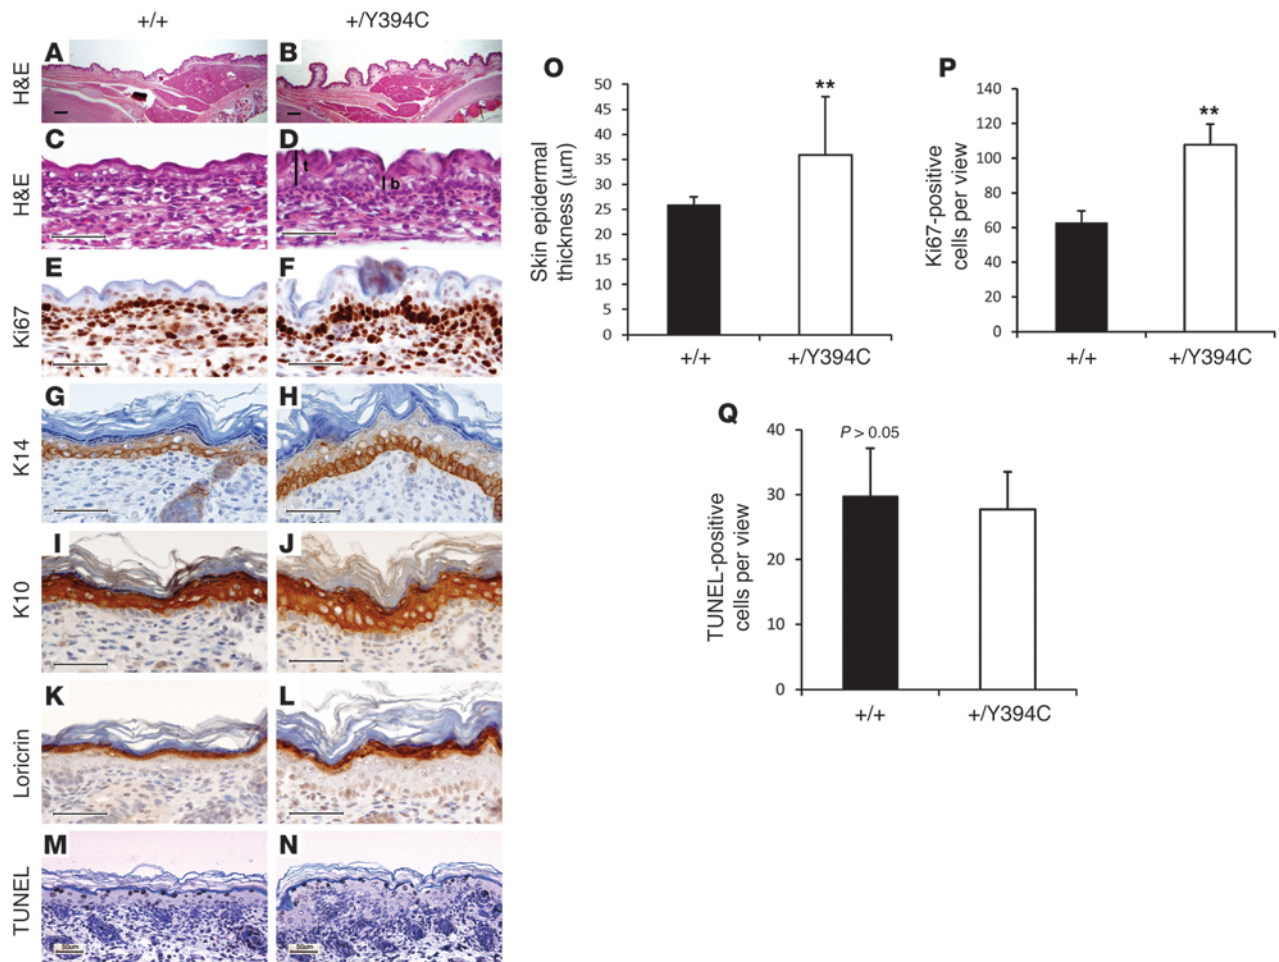 +/+
+/Y394C
H&E
A
B
H&E
C
D
t
b
Ki67
E
F
K14
G
H
K10
I
J
Loricrin
K
L
TUNEL
M
N
50μm
50μm
O
Skin epidermal
thickness (μm)
50
45
40
35
30
25
20
15
10
5
0
**
+/+
+/Y394C
P
Ki67-positive
cells per view
140
120
100
80
60
40
20
0
**
+/+
+/Y394C
Q
TUNEL-positive
cells per view
40
30
20
10
0
P > 0.05
+/+
+/Y394C